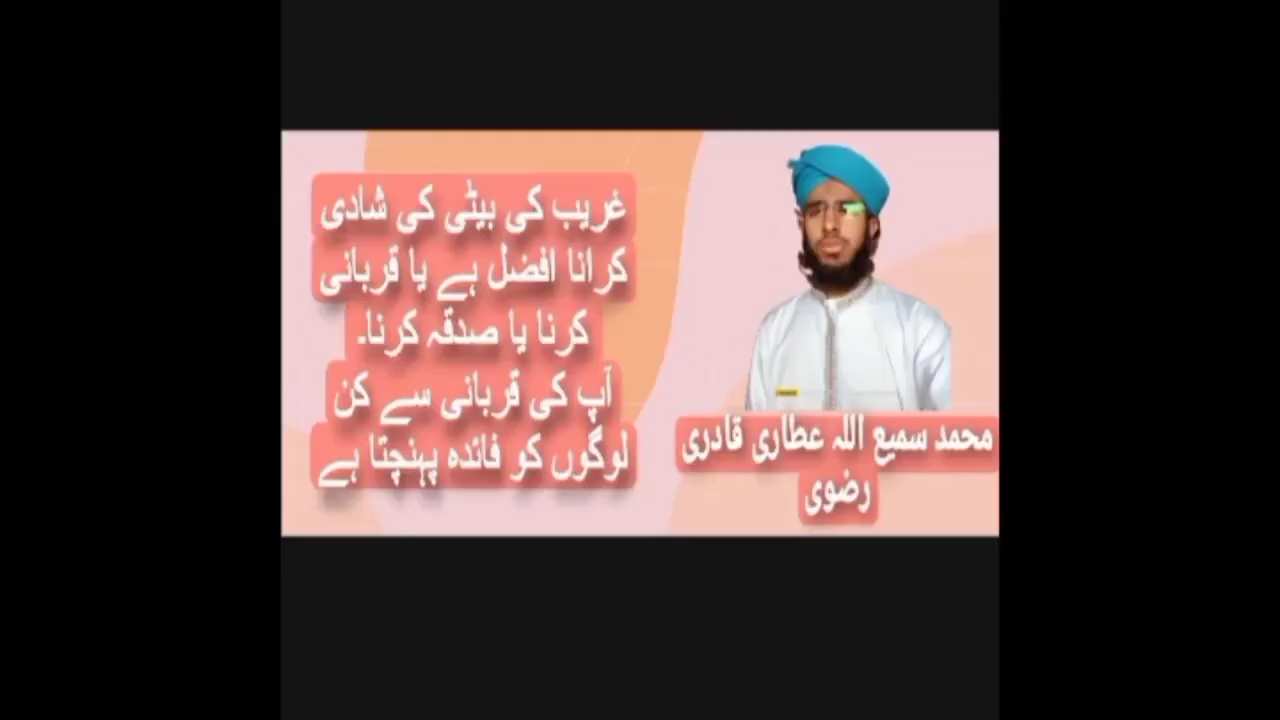 غریب کی بیٹی کی شادی
کرانا افضل ہے یا قربانی
کرنا یا صدقہ کرنا۔
آپ کی قربانی سے کن
لوگوں کو فائدہ پہنچتا ہے
محمد سمیع اللہ عطاری قادری
رضوی